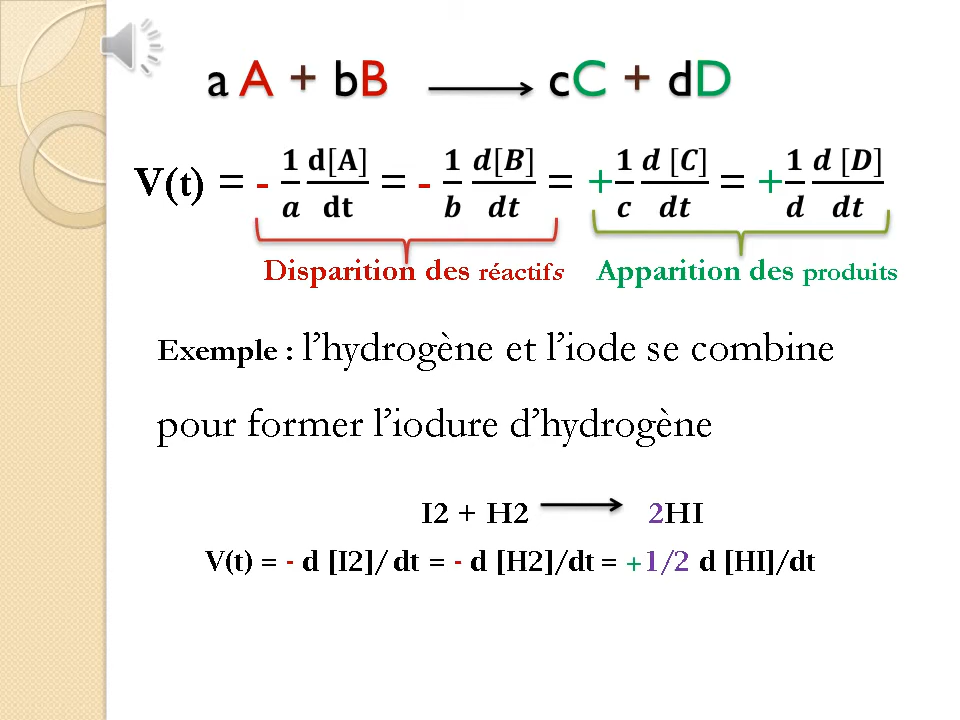 a A + bB ⟶ cC + dD
V(t) = - 1/a d[A]/dt = - 1/b d[B]/dt = +1/c d [C]/dt = +1/d d [D]/dt
Disparition des réactifs Apparition des produits
Exemple : l’hydrogène et l’iode se combine
pour former l’iodure d’hydrogène
I2 + H2 ⟶ 2HI
V(t) = - d [I2]/ dt = - d [H2]/dt = +1/2 d [HI]/dt